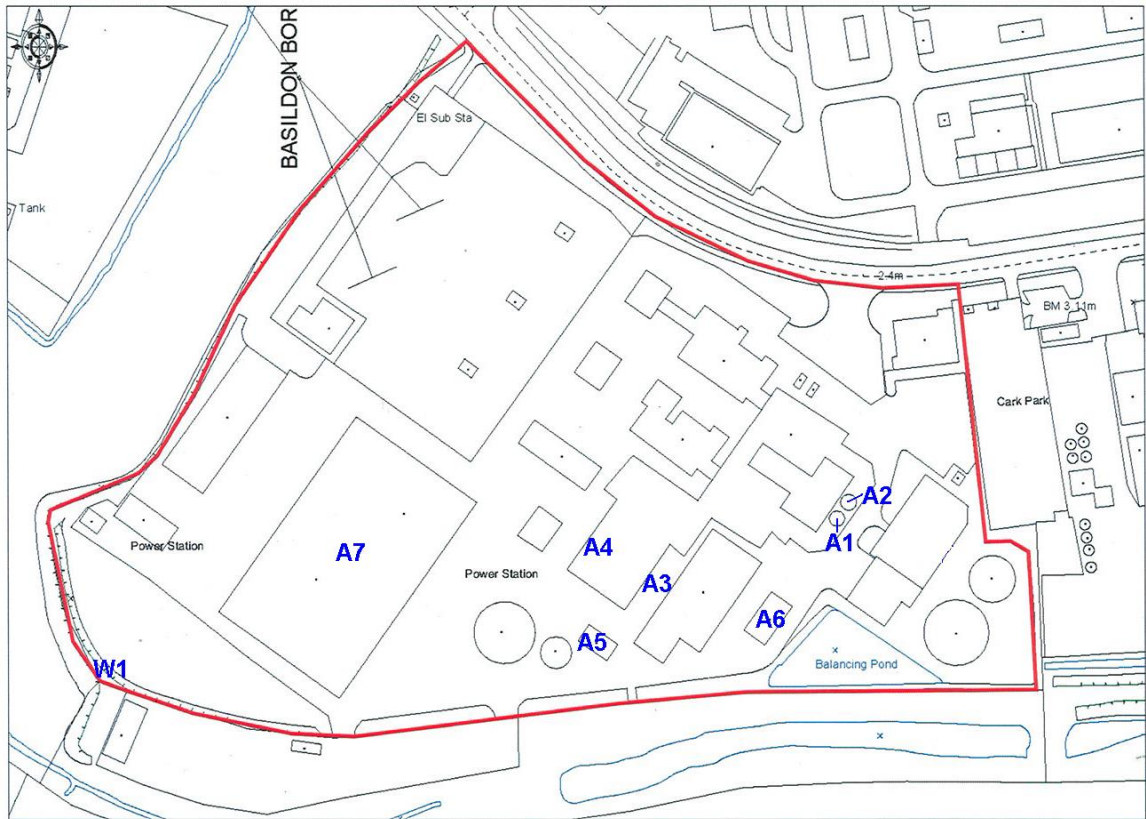 BASILDON BOR
El Sub Sta
Tank
2.4m
BM 3.11m
Cark Park
A2
A1
A7
A4
A3
A6
A5
Power Station
Power Station
Balancing Pond
W1